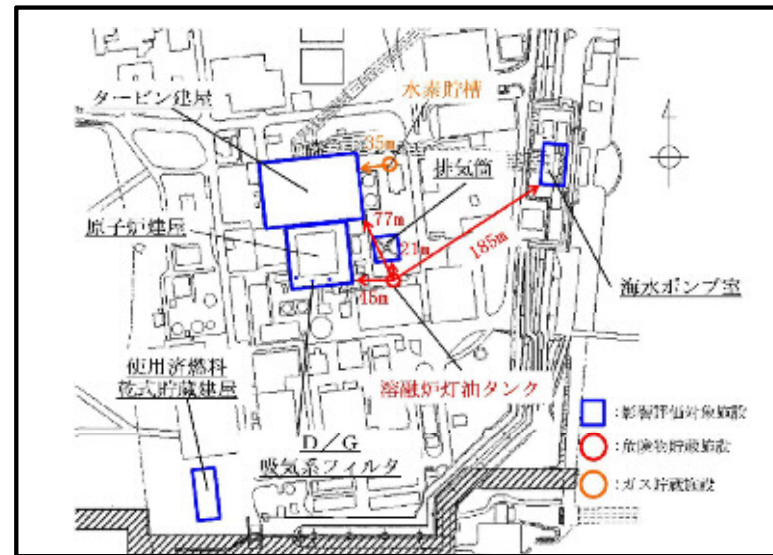 タービン建屋
水素貯槽
35m
排気筒
原子炉建屋
77m
21m
185m
45m
海水ポンプ室
使用済燃料
乾式貯蔵建屋
溶融炉灯油タンク
D／G
吸気系フィルタ
：影響評価対象施設
：危険物貯蔵施設
：ガス貯蔵施設